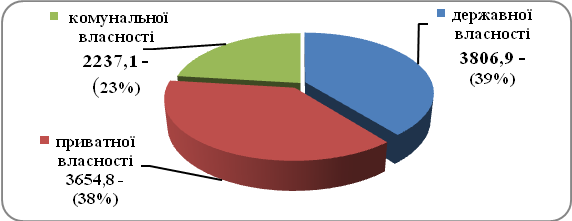 комунальної
власності
2237,1 -
(23%)
державної
власності
3806,9 -
(39%)
приватної
власності
3654,8 -
(38%)